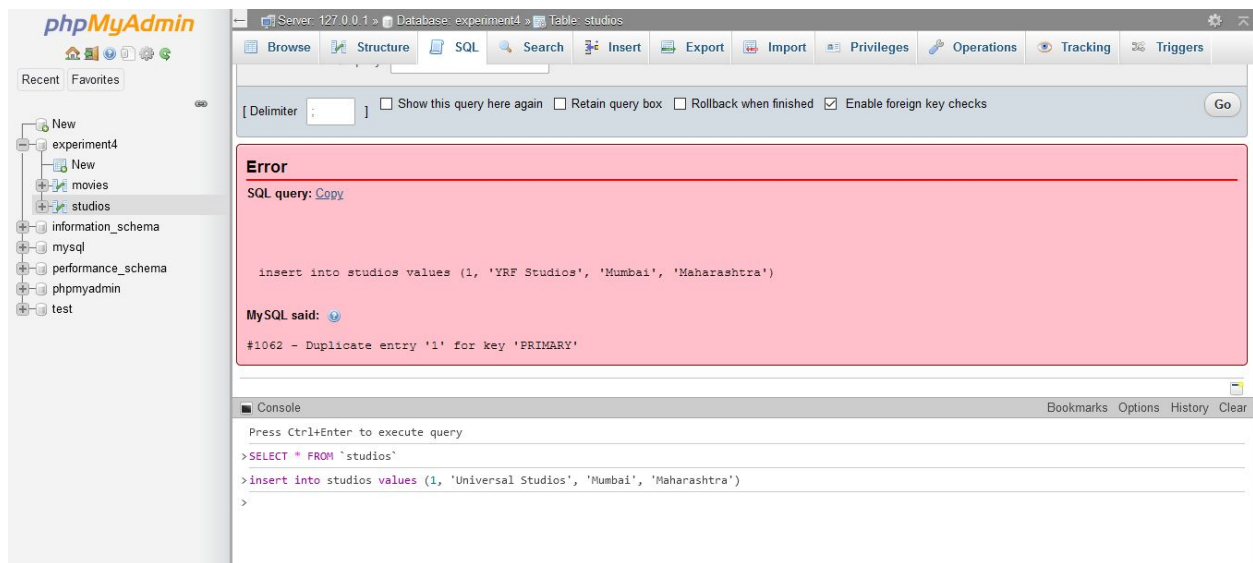 phpMyAdmin
Recent Favorites
New
experiment4
New
movies
studios
information_schema
mysql
performance_schema
phpmyadmin
test
Server: 127.0.0.1 » Database: experiment4 » Table: studios
Browse Structure SQL Search Insert Export Import Privileges Operations Tracking Triggers
[ Delimiter ; ] Show this query here again Retain query box Rollback when finished Enable foreign key checks Go
Error
SQL query: Copy
insert into studios values (1, 'YRF Studios', 'Mumbai', 'Maharashtra')
MySQL said:
#1062 - Duplicate entry '1' for key 'PRIMARY'
Console Bookmarks Options History Clear
Press Ctrl+Enter to execute query
>SELECT * FROM `studios`
>insert into studios values (1, 'Universal Studios', 'Mumbai', 'Maharashtra')
>